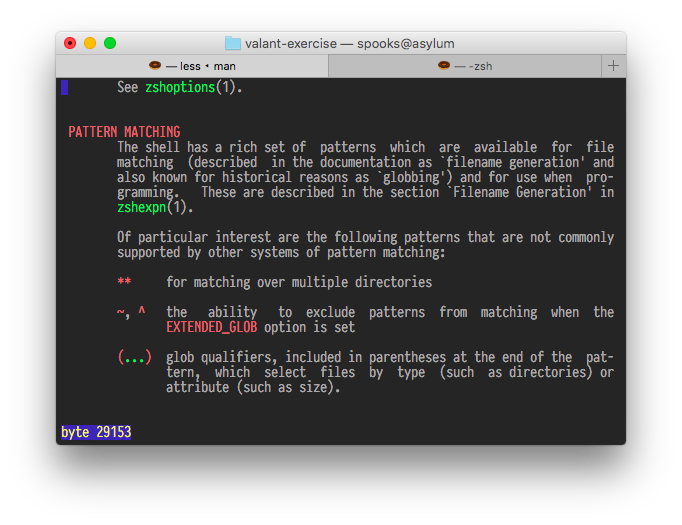 valant-exercise — spooks@asylum
— less • man
— -zsh
See zshoptions(1).
PATTERN MATCHING
The shell has a rich set of patterns which are available for file
matching (described in the documentation as `filename generation' and
also known for historical reasons as `globbing') and for use when pro-
gramming. These are described in the section `Filename Generation' in
zshexpn(1).
Of particular interest are the following patterns that are not commonly
supported by other systems of pattern matching:
** for matching over multiple directories
~, ^ the ability to exclude patterns from matching when the
EXTENDED_GLOB option is set
(...) glob qualifiers, included in parentheses at the end of the pat-
tern, which select files by type (such as directories) or
attribute (such as size).
byte 29153